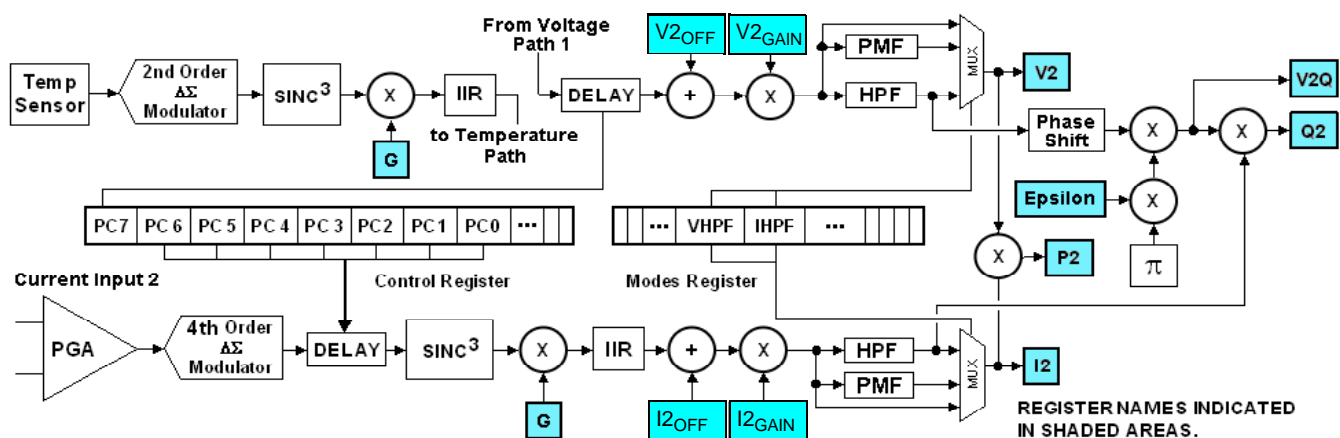 From Voltage
Path 1
V2OFF
V2GAIN
PMF
MUX
V2
V2Q
Temp
Sensor
2nd Order
ΔΣ
Modulator
SINC3
X
IIR
DELAY
+
X
HPF
Phase
Shift
X
X
Q2
G
to Temperature
Path
Epsilon
X
PC7 PC 6 PC 5 PC 4 PC 3 PC2 PC1 PC0 ...
... VHPF IHPF ...
X
P2
π
Current Input 2
Control Register
Modes Register
PGA
4th Order
ΔΣ
Modulator
DELAY
SINC3
X
IIR
+
X
HPF
PMF
MUX
I2
G
I2OFF
I2GAIN
REGISTER NAMES INDICATED
IN SHADED AREAS.